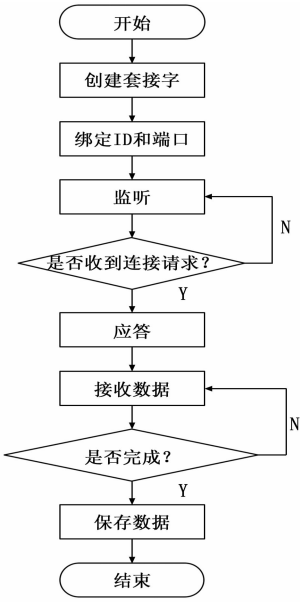 开始
创建套接字
绑定ID和端口
监听
N
是否收到连接请求？
Y
应答
接收数据
N
是否完成？
Y
保存数据
结束